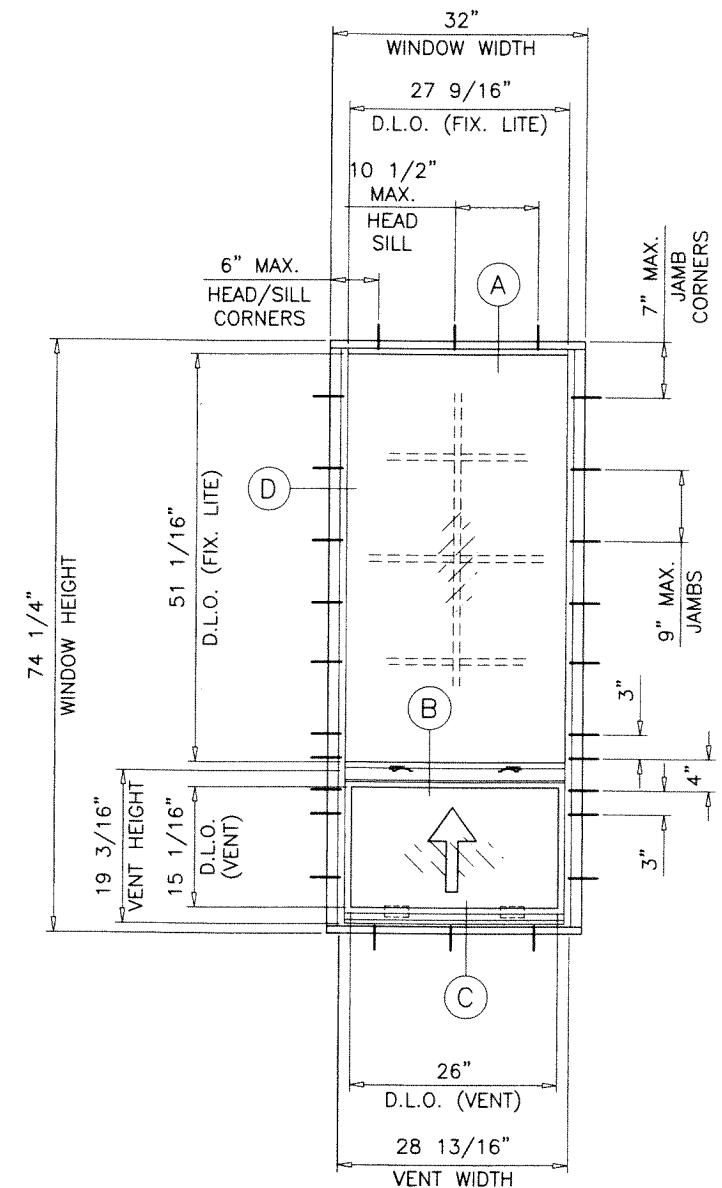 32"
WINDOW WIDTH
27 9/16"
D.L.O. (FIX. LITE)
10 1/2"
MAX.
HEAD
SILL
6" MAX.
HEAD/SILL
CORNERS
A
7" MAX.
JAMB
CORNERS
D
51 1/16"
D.L.O. (FIX. LITE)
74 1/4"
WINDOW HEIGHT
9" MAX.
JAMBS
B
3"
4"
3"
19 3/16"
VENT HEIGHT
15 1/16"
D.L.O.
(VENT)
C
26"
D.L.O. (VENT)
28 13/16"
VENT WIDTH